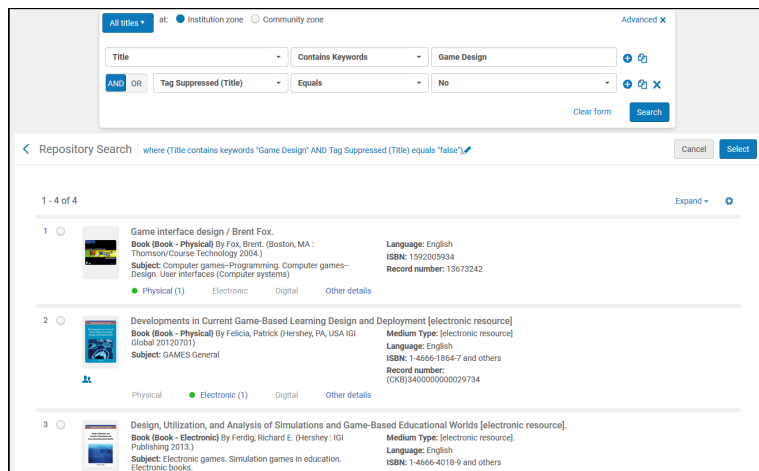 All titles at: Institution zone Community zone Advanced X
Title Contains Keywords Game Design
AND OR Tag Suppressed (Title) Equals No
Clear form Search
Repository Search where (Title contains keywords "Game Design" AND Tag Suppressed (Title) equals "false") Cancel Select
1 - 4 of 4 Expand
1 Game interface design / Brent Fox.
Book (Book - Physical) By Fox, Brent. (Boston, MA : Language: English
Thomson/Course Technology 2004.) ISBN: 1592005934
Subject: Computer games--Programming. Computer games-- Record number: 13673242
Design. User interfaces (Computer systems)
Physical (1) Electronic Digital Other details
2 Developments in Current Game-Based Learning Design and Deployment [electronic resource]
Book (Book - Physical) By Felicia, Patrick (Hershey, PA, USA IGI Medium Type: [electronic resource]
Global 20120701) Language: English
Subject: GAMES General ISBN: 1-4666-1864-7 and others
Record number:
(CKB)3400000000029734
Physical Electronic (1) Digital Other details
3 Design, Utilization, and Analysis of Simulations and Game-Based Educational Worlds [electronic resource].
Book (Book - Electronic) By Ferdig, Richard E. (Hershey : IGI Medium Type: [electronic resource].
Publishing 2013.) Language: English
Subject: Electronic games. Simulation games in education. ISBN: 1-4666-4018-9 and others
Electronic books.